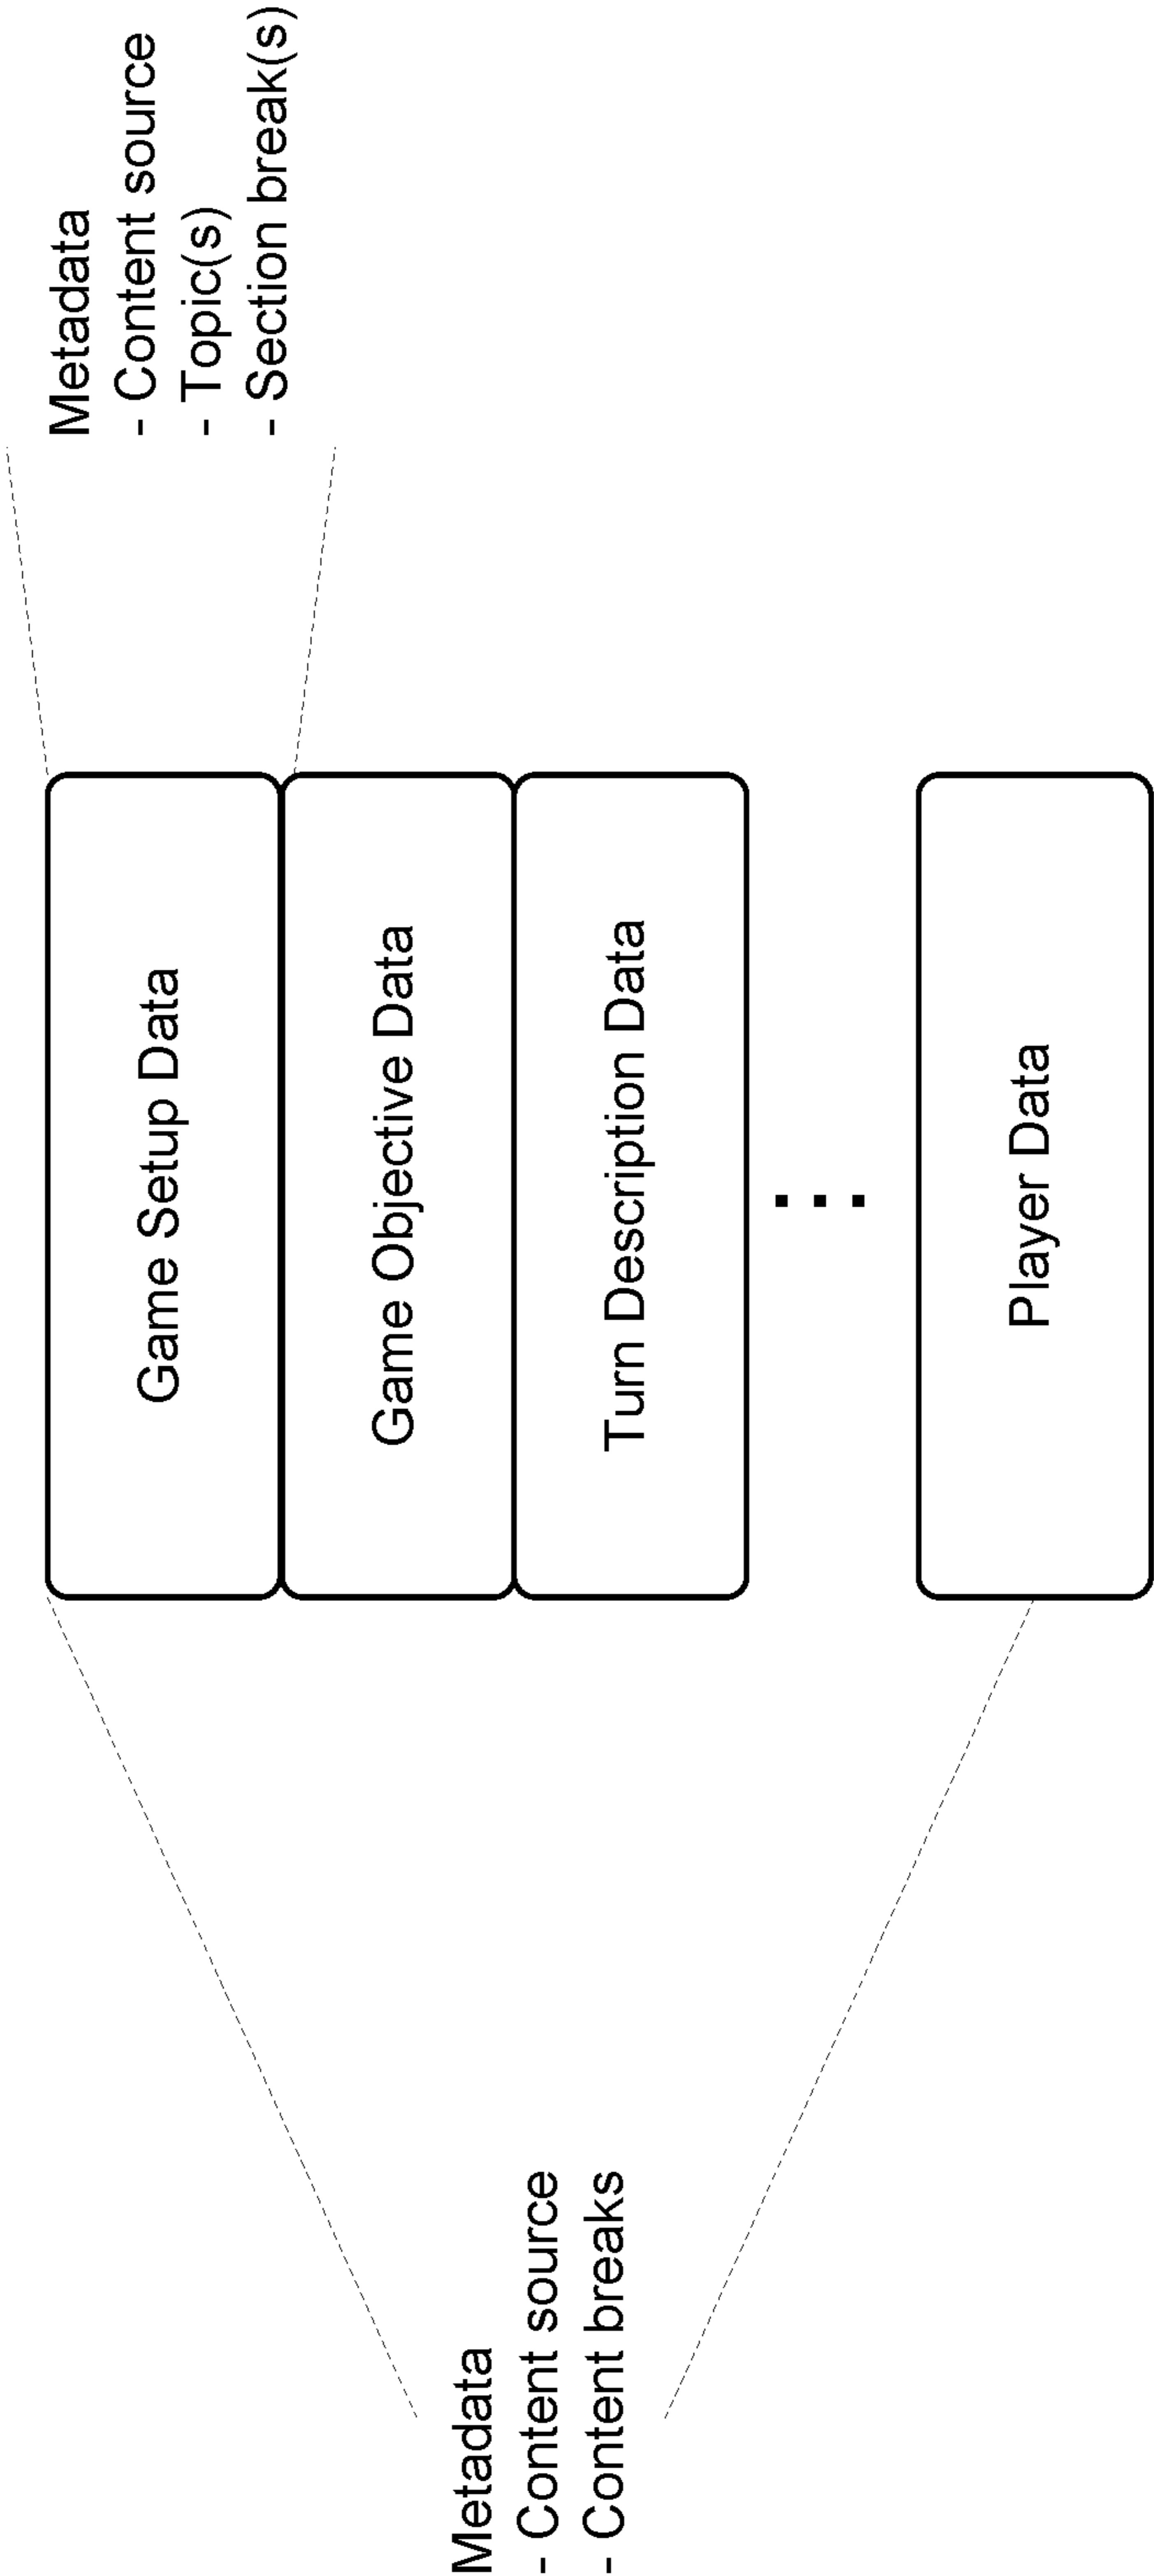 Metadata
- Content source
- Content breaks
Game Setup Data
Game Objective Data
Turn Description Data
Player Data
Metadata
- Content source
- Topic(s)
- Section break(s)